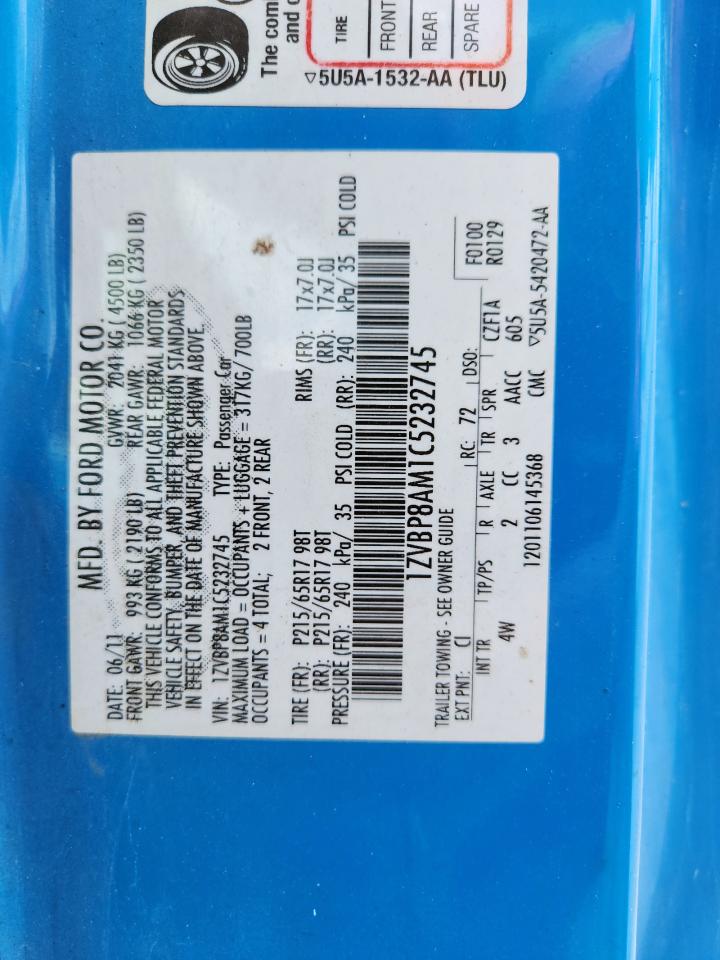 The com
and c
TIRE
FRONT
REAR
SPARE
▽5U5A-1532-AA (TLU)
MFD. BY FORD MOTOR CO.
DATE: 06/11 GVWR: 2041 KG ( 4500 LB)
FRONT GAWR: 993 KG ( 2190 LB) REAR GAWR: 1066 KG ( 2350 LB)
THIS VEHICLE CONFORMS TO ALL APPLICABLE FEDERAL MOTOR
VEHICLE SAFETY, BUMPER, AND THEFT PREVENTION STANDARDS
IN EFFECT ON THE DATE OF MANUFACTURE SHOWN ABOVE.
VIN: 1ZVBP8AM1C5232745 TYPE: Passenger Car
MAXIMUM LOAD = OCCUPANTS + LUGGAGE = 317KG/ 700LB
OCCUPANTS = 4 TOTAL; 2 FRONT, 2 REAR
TIRE (FR): P215/65R17 98T RIMS (FR): 17x7.0J
(RR): P215/65R17 98T (RR): 17x7.0J
PRESSURE (FR): 240 kPa/ 35 PSI COLD (RR): 240 kPa/ 35 PSI COLD
1ZVBP8AM1C5232745
TRAILER TOWING - SEE OWNER GUIDE
EXT PNT: CI RC: 72 DSO: F0100
R0129
INT TR TP/PS R AXLE TR SPR CZF1A
4W 2 CC 3 AACC 605
1201106145368 CMC ▽5U5A-5420472-AA